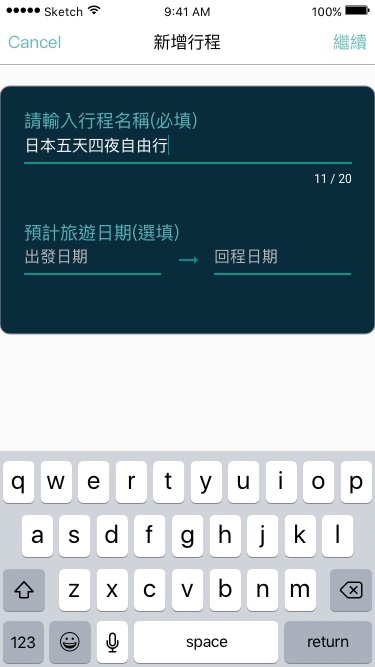 Sketch 9:41 AM 100%
Cancel 新增行程 繼續
請輸入行程名稱(必填)
日本五天四夜自由行
11 / 20
預計旅遊日期(選填)
出發日期 → 回程日期
q w e r t y u i o p
a s d f g h j k l
z x c v b n m
123 space return